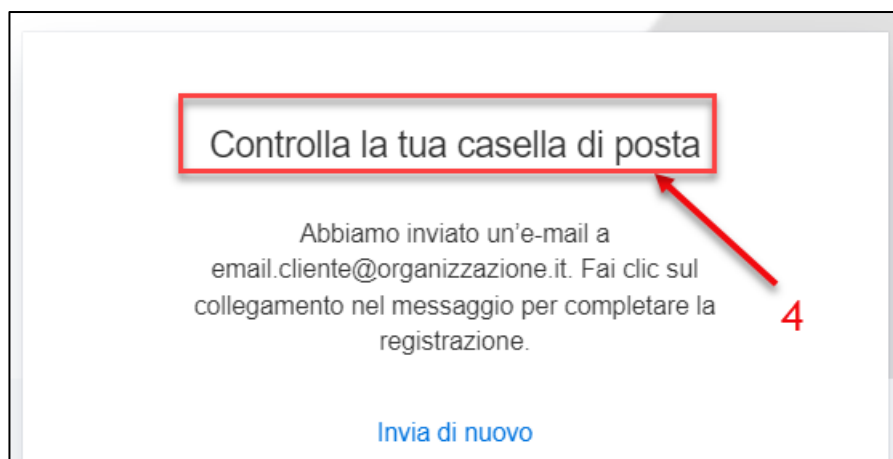 Controlla la tua casella di posta
Abbiamo inviato un’e-mail a
email.cliente@organizzazione.it. Fai clic sul
collegamento nel messaggio per completare la
registrazione.
4
Invia di nuovo